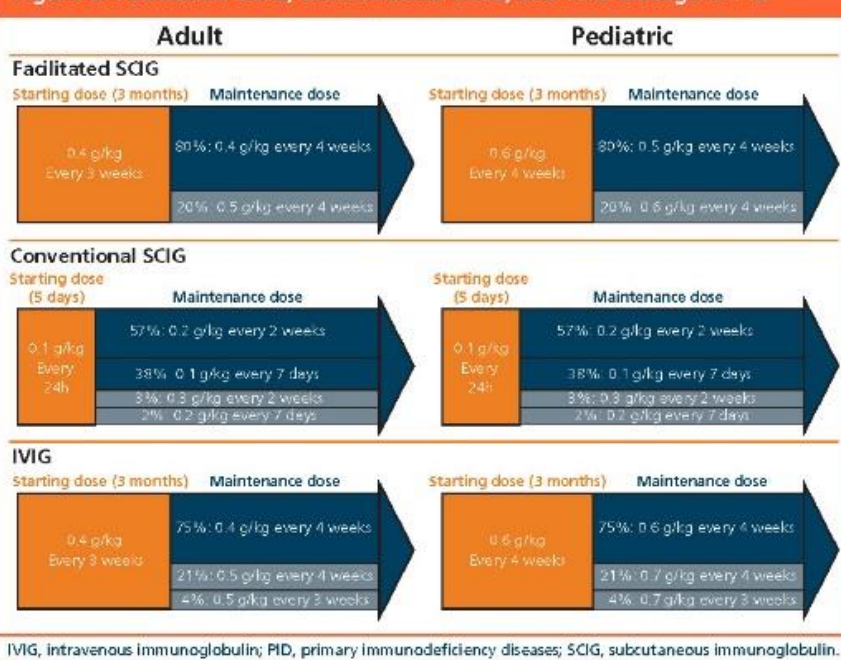 Adult
Pediatric
Facilitated SCIG
Starting dose (3 months) Maintenance dose
0.4 g/kg
Every 3 weeks
80%: 0.4 g/kg every 4 weeks
20%: 0.5 g/kg every 4 weeks
Starting dose (3 months) Maintenance dose
0.6 g/kg
Every 4 weeks
80%: 0.5 g/kg every 4 weeks
20%: 0.6 g/kg every 4 weeks
Conventional SCIG
Starting dose
(5 days)
Maintenance dose
0.1 g/kg
Every
24h
57%: 0.2 g/kg every 2 weeks
38%: 0.1 g/kg every 7 days
3%: 0.3 g/kg every 2 weeks
2%: 0.2 g/kg every 7 days
Starting dose
(5 days)
Maintenance dose
0.1 g/kg
Every
24h
57%: 0.2 g/kg every 2 weeks
38%: 0.1 g/kg every 7 days
3%: 0.3 g/kg every 2 weeks
2%: 0.2 g/kg every 7 days
IVIG
Starting dose (3 months) Maintenance dose
0.4 g/kg
Every 3 weeks
75%: 0.4 g/kg every 4 weeks
21%: 0.5 g/kg every 4 weeks
4%: 0.5 g/kg every 3 weeks
Starting dose (3 months) Maintenance dose
0.6 g/kg
Every 4 weeks
75%: 0.6 g/kg every 4 weeks
21%: 0.7 g/kg every 4 weeks
4%: 0.7 g/kg every 3 weeks
IVIG, intravenous immunoglobulin; PID, primary immunodeficiency diseases; SCIG, subcutaneous immunoglobulin.